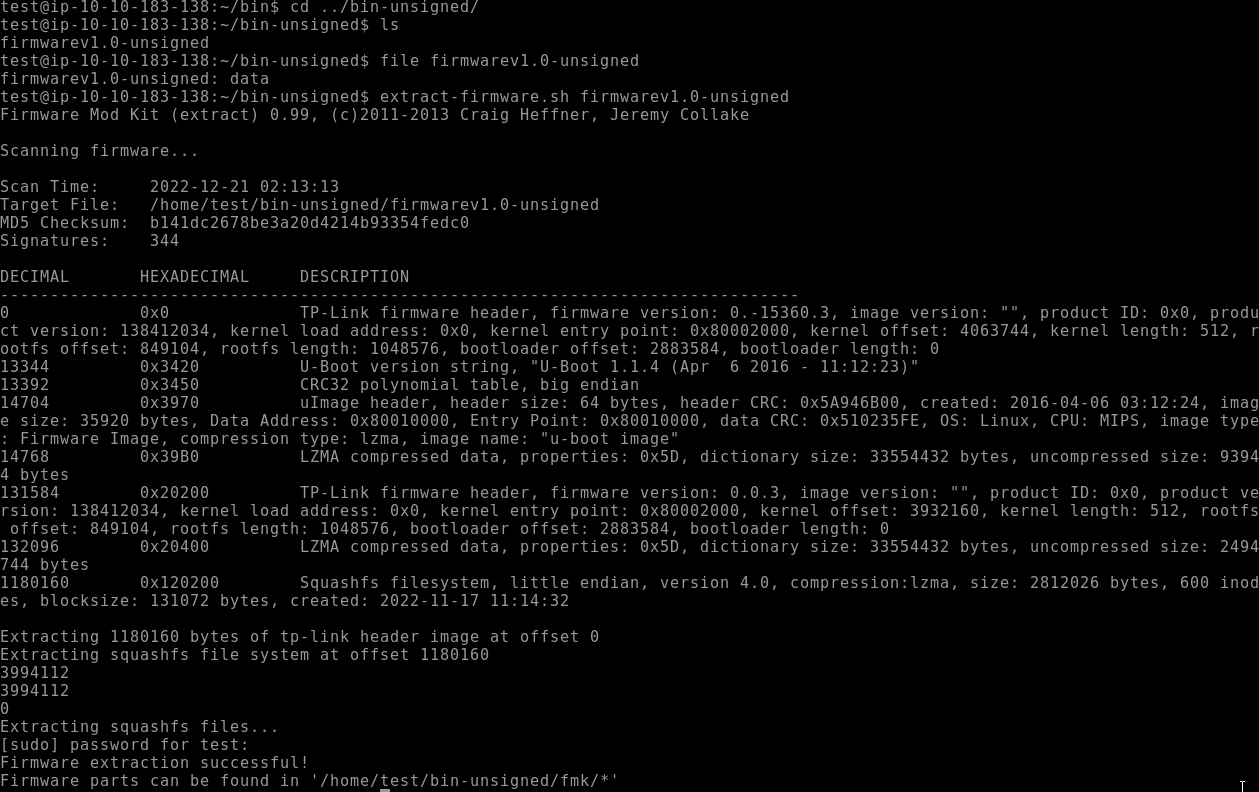 test@ip-10-10-183-138:~/bin$ cd ../bin-unsigned/
test@ip-10-10-183-138:~/bin-unsigned$ ls
firmwarev1.0-unsigned
test@ip-10-10-183-138:~/bin-unsigned$ file firmwarev1.0-unsigned
firmwarev1.0-unsigned: data
test@ip-10-10-183-138:~/bin-unsigned$ extract-firmware.sh firmwarev1.0-unsigned
Firmware Mod Kit (extract) 0.99, (c)2011-2013 Craig Heffner, Jeremy Collake

Scanning firmware...

Scan Time:     2022-12-21 02:13:13
Target File:   /home/test/bin-unsigned/firmwarev1.0-unsigned
MD5 Checksum:  b141dc2678be3a20d4214b93354fedc0
Signatures:    344

DECIMAL       HEXADECIMAL     DESCRIPTION
--------------------------------------------------------------------------------
0             0x0             TP-Link firmware header, firmware version: 0.-15360.3, image version: "", product ID: 0x0, produ
ct version: 138412034, kernel load address: 0x0, kernel entry point: 0x80002000, kernel offset: 4063744, kernel length: 512, r
ootfs offset: 849104, rootfs length: 1048576, bootloader offset: 2883584, bootloader length: 0
13344         0x3420          U-Boot version string, "U-Boot 1.1.4 (Apr  6 2016 - 11:12:23)"
13392         0x3450          CRC32 polynomial table, big endian
14704         0x3970          uImage header, header size: 64 bytes, header CRC: 0x5A946B00, created: 2016-04-06 03:12:24, imag
e size: 35920 bytes, Data Address: 0x80010000, Entry Point: 0x80010000, data CRC: 0x510235FE, OS: Linux, CPU: MIPS, image type
: Firmware Image, compression type: lzma, image name: "u-boot image"
14768         0x39B0          LZMA compressed data, properties: 0x5D, dictionary size: 33554432 bytes, uncompressed size: 9394
4 bytes
131584        0x20200         TP-Link firmware header, firmware version: 0.0.3, image version: "", product ID: 0x0, product ve
rsion: 138412034, kernel load address: 0x0, kernel entry point: 0x80002000, kernel offset: 3932160, kernel length: 512, rootfs
 offset: 849104, rootfs length: 1048576, bootloader offset: 2883584, bootloader length: 0
132096        0x20400         LZMA compressed data, properties: 0x5D, dictionary size: 33554432 bytes, uncompressed size: 2494
744 bytes
1180160       0x120200        Squashfs filesystem, little endian, version 4.0, compression:lzma, size: 2812026 bytes, 600 inod
es, blocksize: 131072 bytes, created: 2022-11-17 11:14:32

Extracting 1180160 bytes of tp-link header image at offset 0
Extracting squashfs file system at offset 1180160
3994112
3994112
0
Extracting squashfs files...
[sudo] password for test:
Firmware extraction successful!
Firmware parts can be found in '/home/test/bin-unsigned/fmk/*'